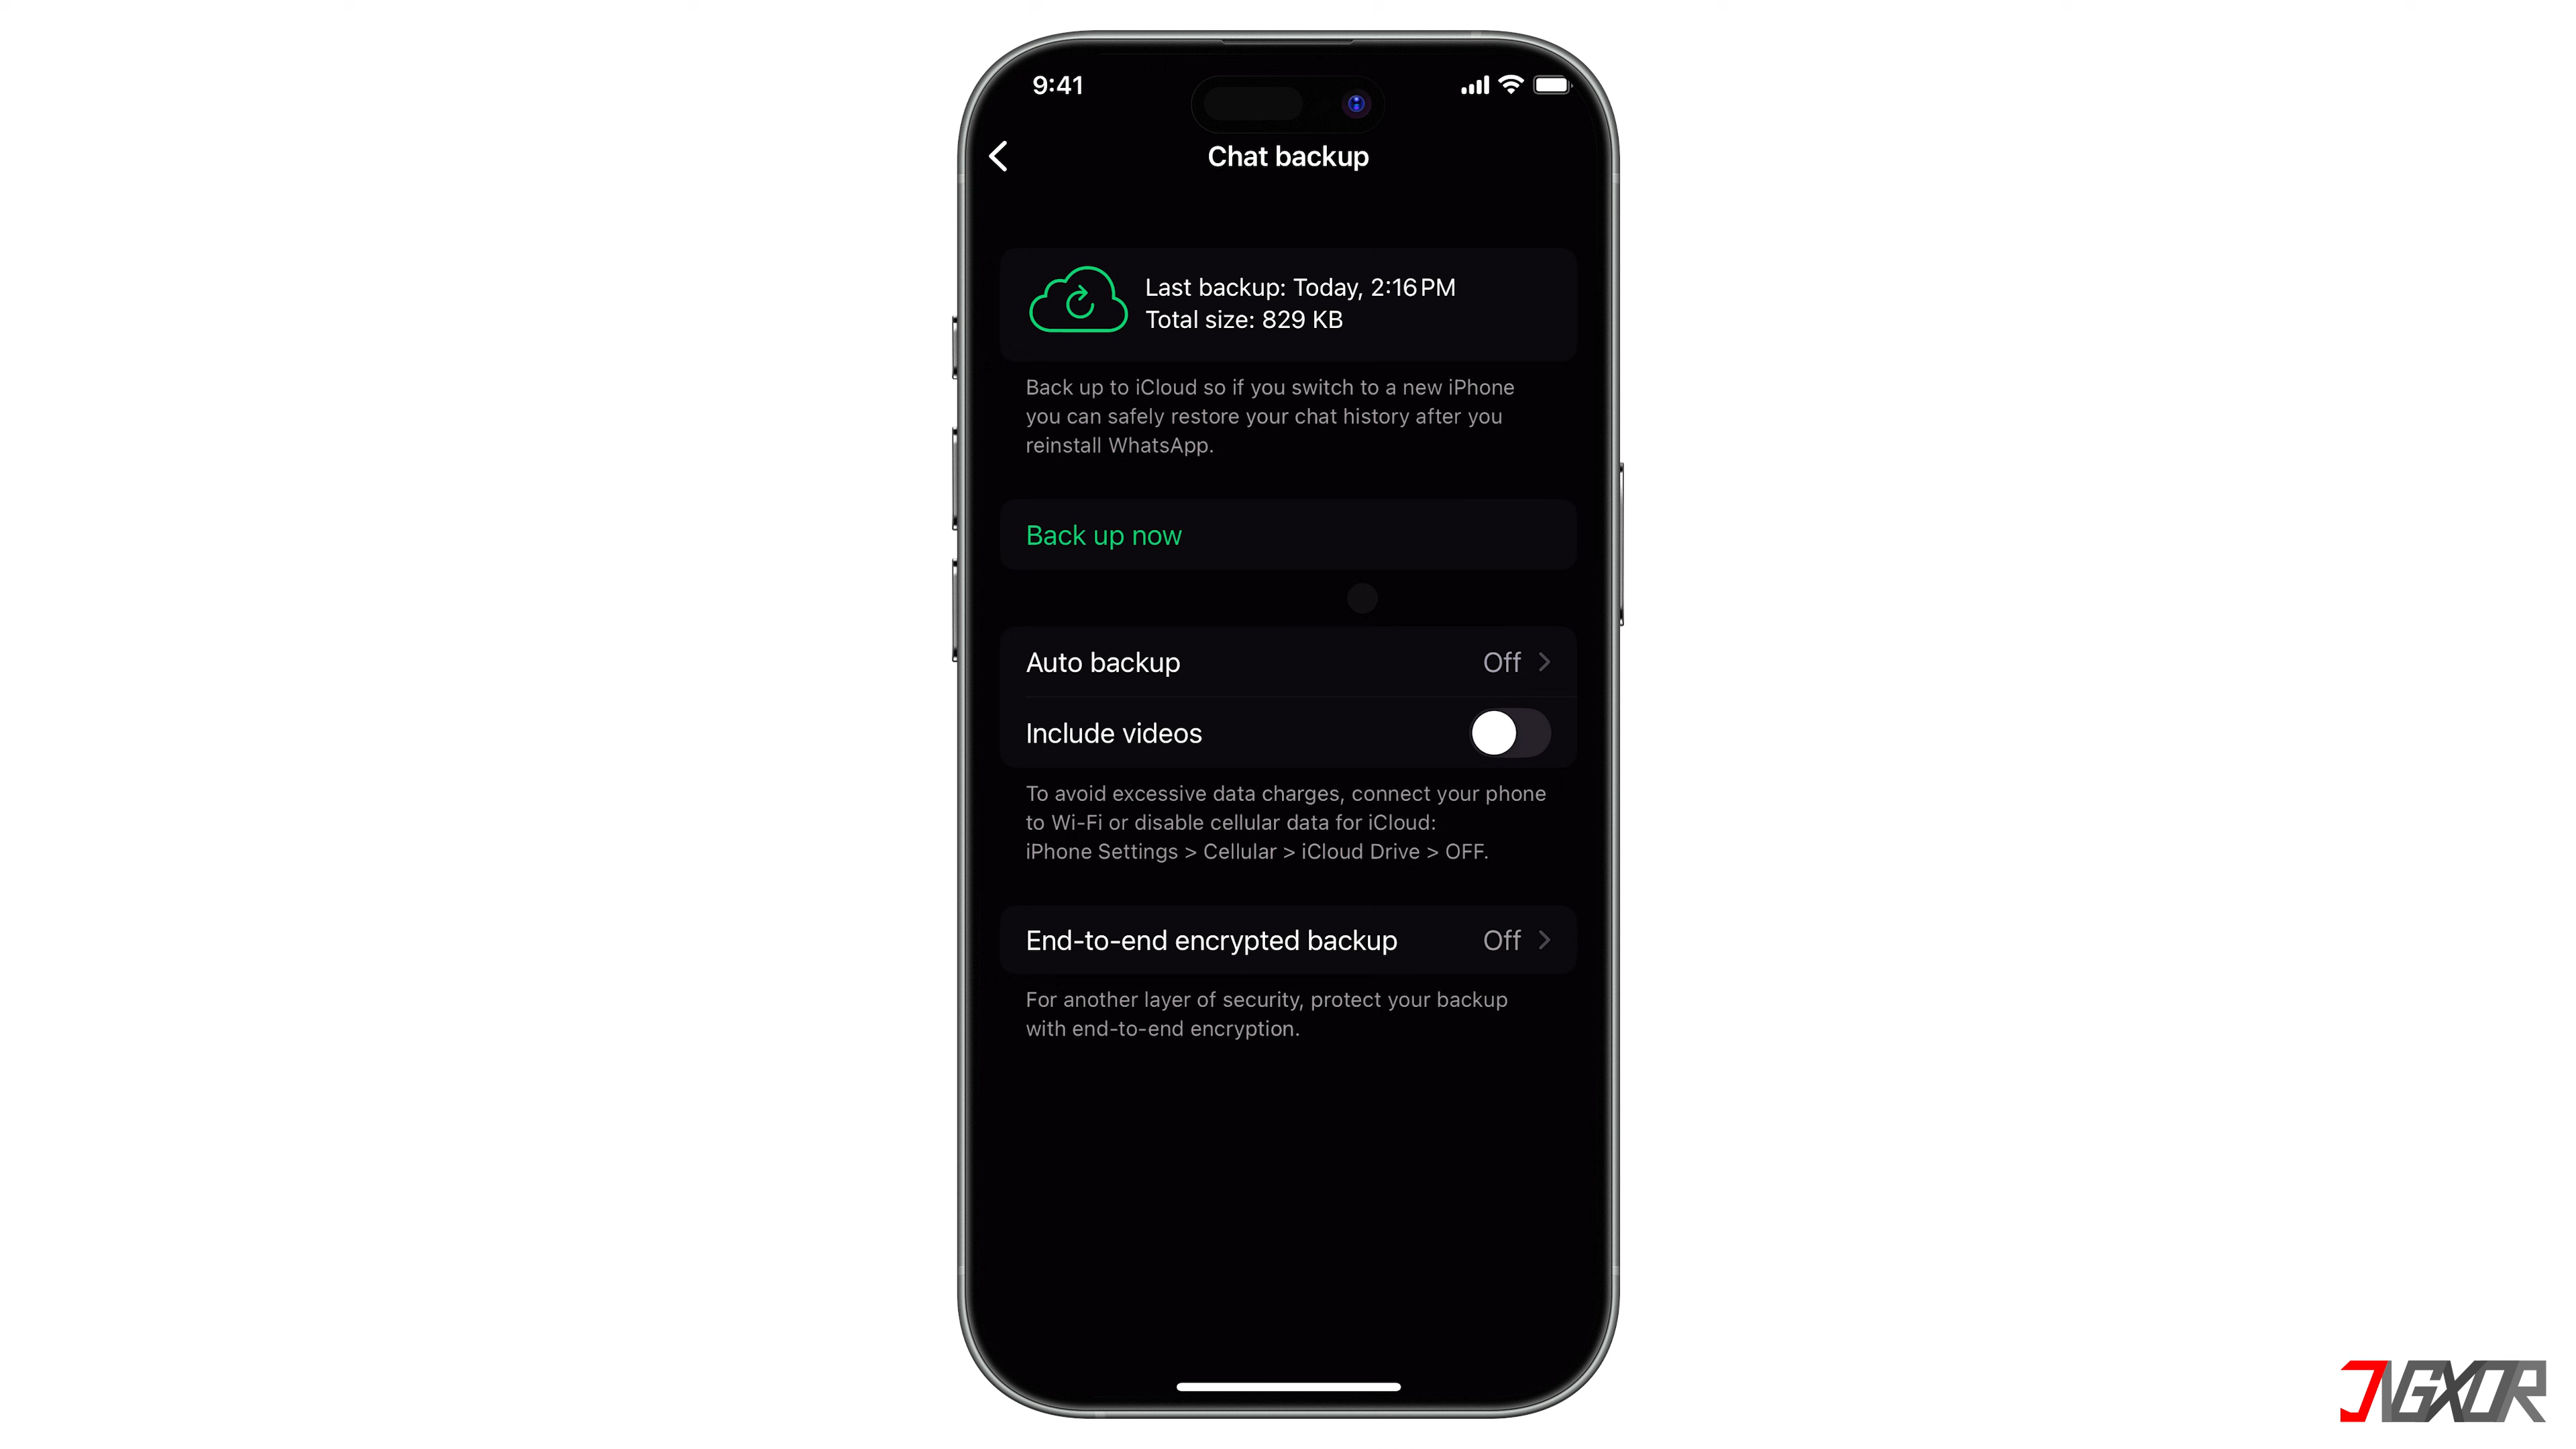 9:41
Chat backup
Last backup: Today, 2:16 PM
Total size: 829 KB
Back up to iCloud so if you switch to a new iPhone
you can safely restore your chat history after you
reinstall WhatsApp.
Back up now
Auto backup Off
Include videos
To avoid excessive data charges, connect your phone
to Wi-Fi or disable cellular data for iCloud:
iPhone Settings > Cellular > iCloud Drive > OFF.
End-to-end encrypted backup Off
For another layer of security, protect your backup
with end-to-end encryption.
JNGXOR